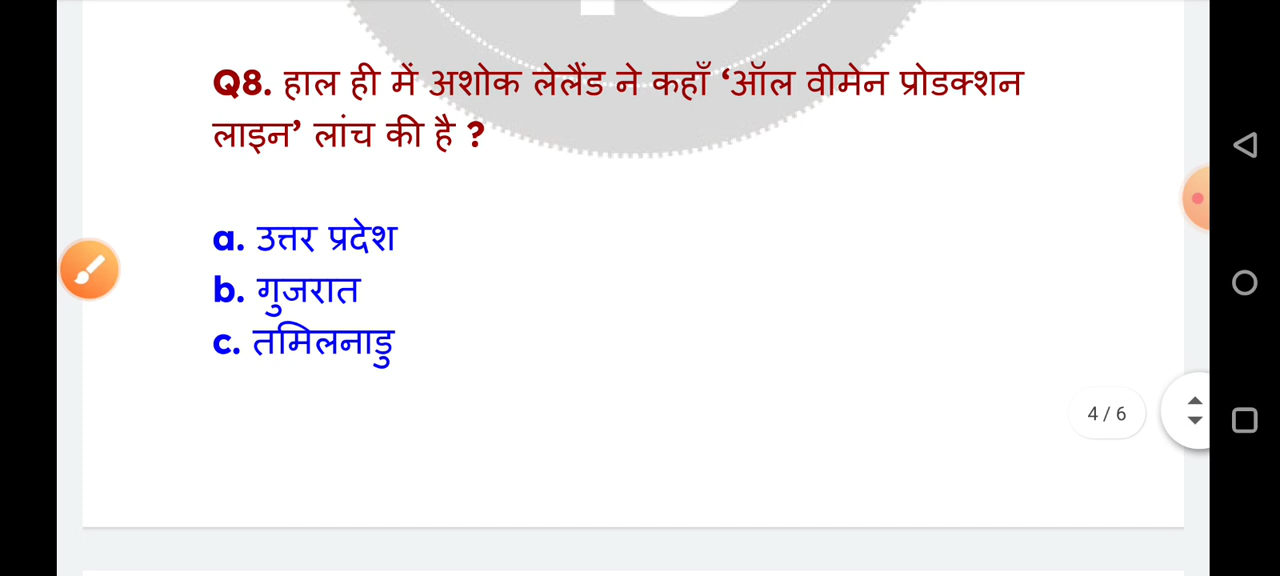 Q8. हाल ही में अशोक लेलैंड ने कहाँ ‘ऑल वीमेन प्रोडक्शन
लाइन’ लांच की है ?
a. उत्तर प्रदेश
b. गुजरात
c. तमिलनाडु
4 / 6